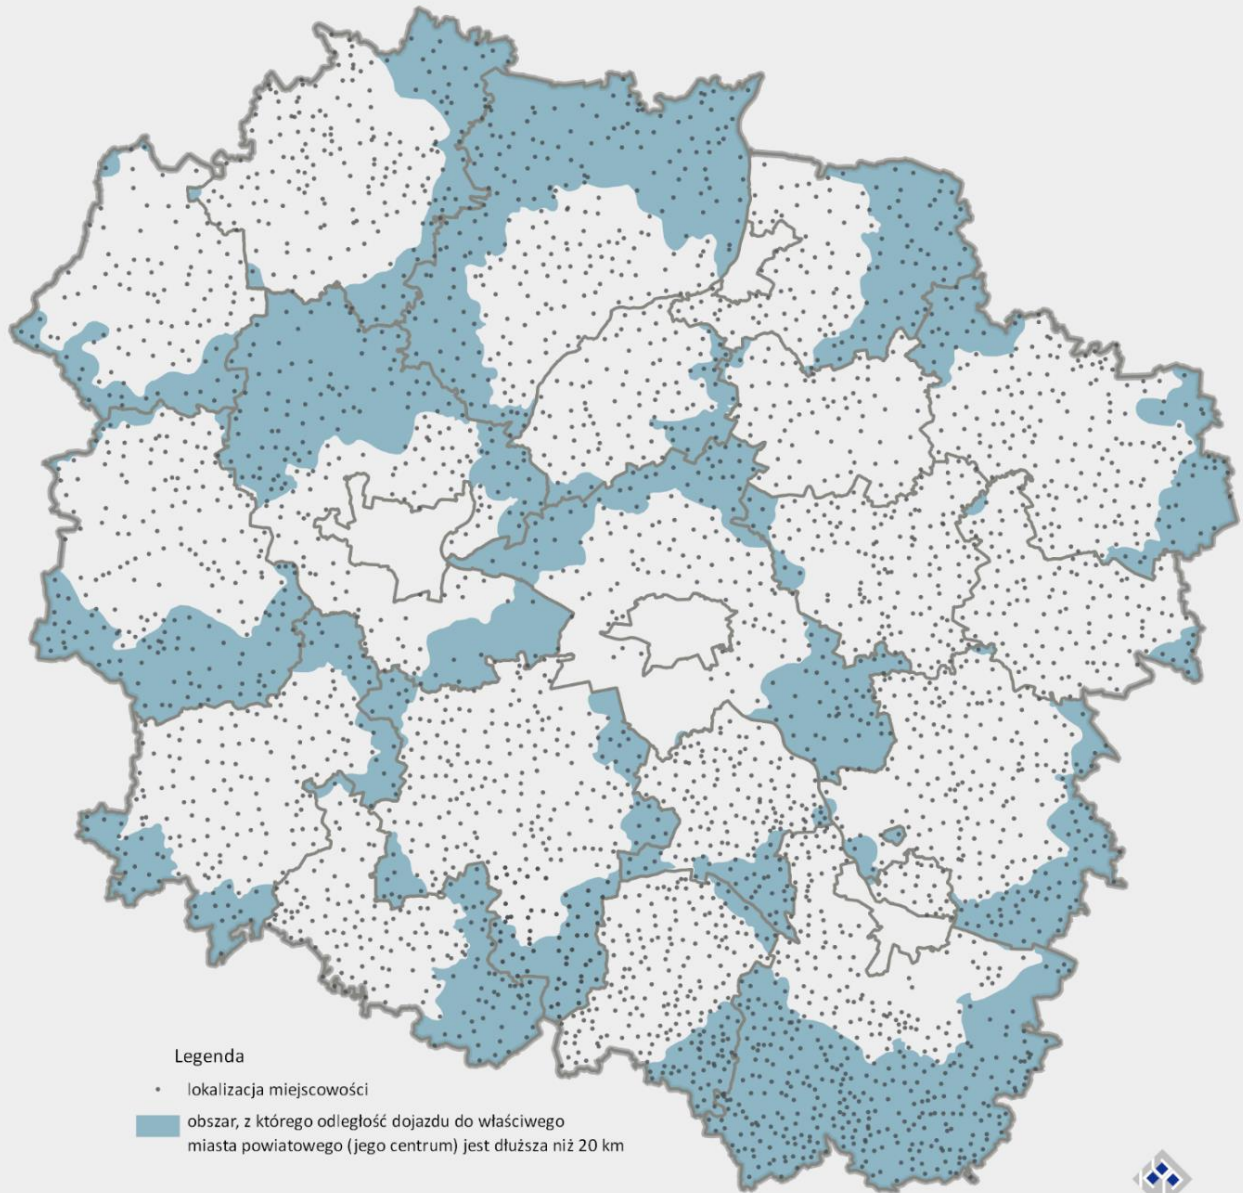 Legenda
lokalizacja miejscowości
obszar, z którego odległość dojazdu do właściwego
miasta powiatowego (jego centrum) jest dłuższa niż 20 km